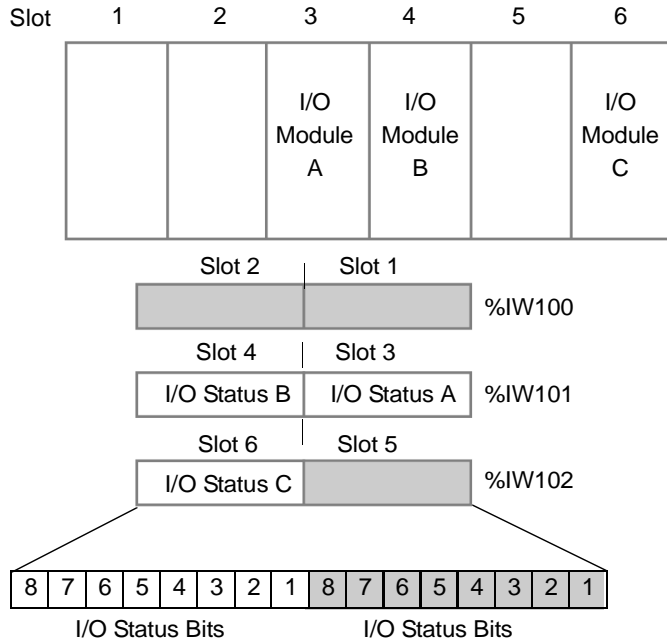 Slot 1 2 3 4 5 6
I/O Module A
I/O Module B
I/O Module C
Slot 2 Slot 1
%IW100
Slot 4 Slot 3
I/O Status B I/O Status A %IW101
Slot 6 Slot 5
I/O Status C %IW102
8 7 6 5 4 3 2 1 8 7 6 5 4 3 2 1
I/O Status Bits I/O Status Bits